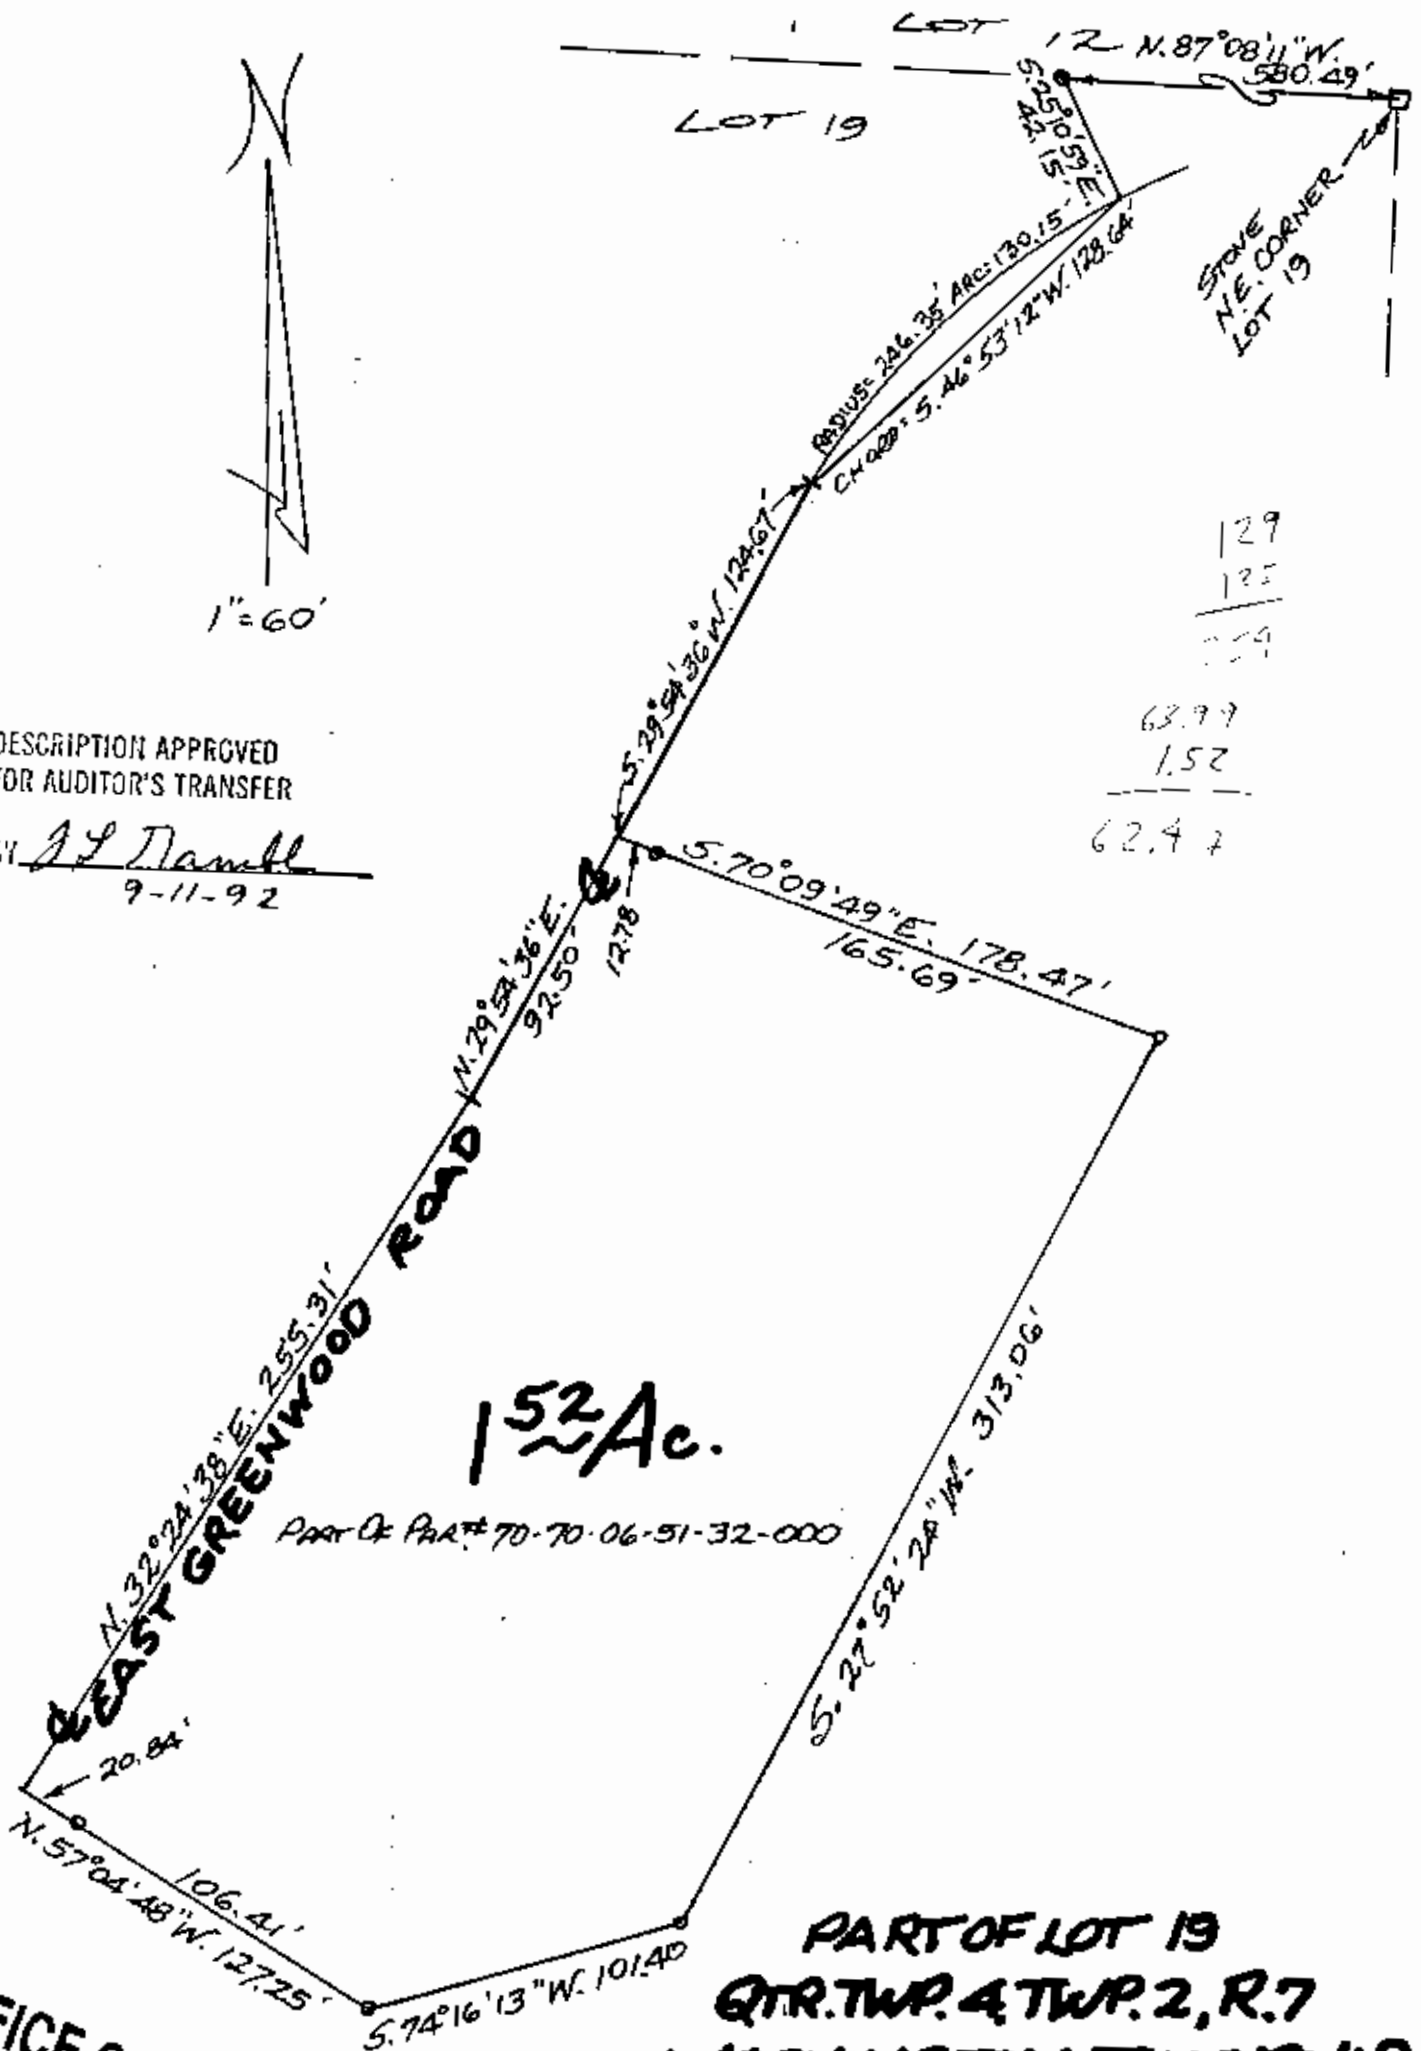 LOT 12
N. 87°08'11"W.
580.49'
LOT 19
S. 25°10'59"E.
42.15'
STONE
N.E. CORNER
LOT 19
RADIUS= 246.35' ARC=130.15'
CHORD= S. 46°53'12"W. 128.64'
N
1"=60'
129
125
63.99
1.52
62.47
S. 29°54'36"W. 124.67'
DESCRIPTION APPROVED
FOR AUDITOR'S TRANSFER
9-11-92
S. 70°09'49"E. 178.47'
165.69'
12.78
N. 29°54'36"E.
92.50'
N. 32°24'38"E. 255.31'
℄ EAST GREENWOOD ROAD
1 52 Ac.
PART OF PAR# 70-70-06-51-32-000
S. 27°52'20"W. 313.06'
20.84'
106.41'
N. 57°04'48"W. 127.25'
S. 74°16'13"W. 101.40
PART OF LOT 19
QTR. TWP. 4, TWP. 2, R.7